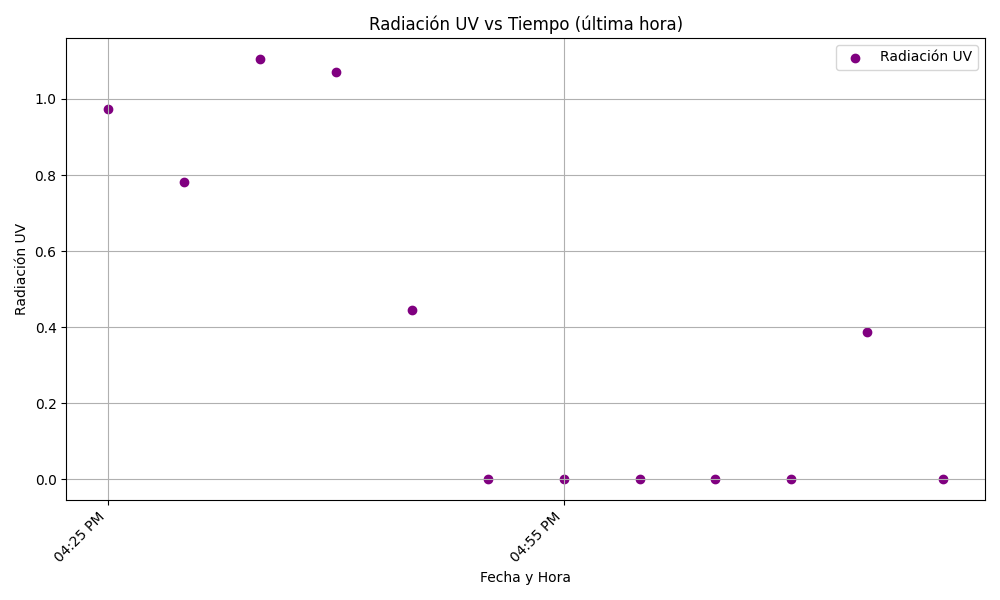 Radiación UV vs Tiempo (última hora)
Radiación UV
1.0
0.8
0.6
0.4
0.2
0.0
Radiación UV
04:25 PM
04:55 PM
Fecha y Hora